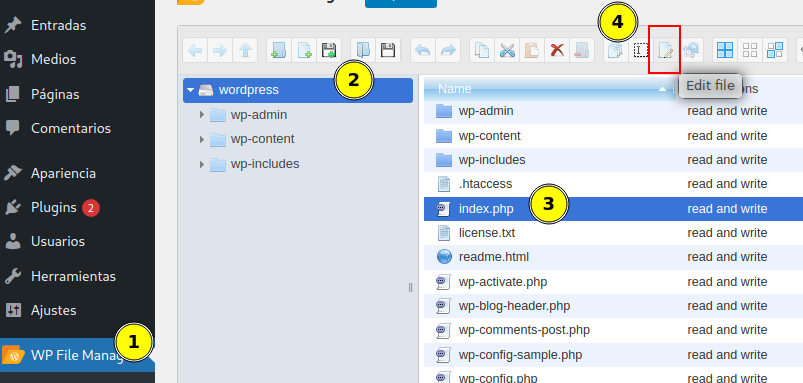 Entradas
Medios
Páginas
Comentarios
Apariencia
Plugins 2
Usuarios
Herramientas
Ajustes
WP File Manag
1
4
2
wordpress
wp-admin
wp-content
wp-includes
Name
Edit file
wp-admin read and write
wp-content read and write
wp-includes read and write
.htaccess read and write
index.php 3 read and write
license.txt read and write
readme.html read and write
wp-activate.php read and write
wp-blog-header.php read and write
wp-comments-post.php read and write
wp-config-sample.php read and write
wp-config.php read and write